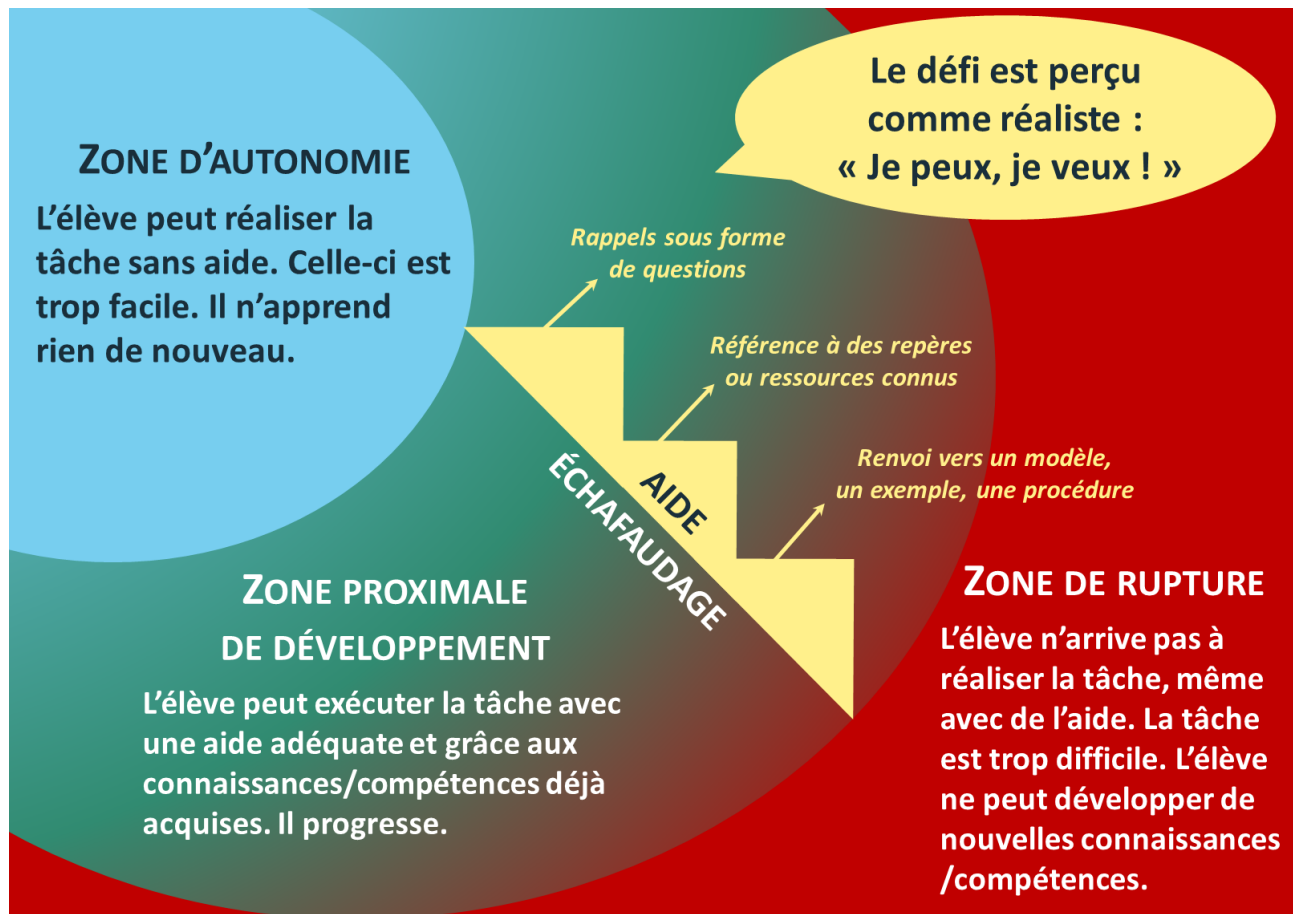 Le défi est perçu
comme réaliste :
« Je peux, je veux ! »
ZONE D’AUTONOMIE
L’élève peut réaliser la
tâche sans aide. Celle-ci est
trop facile. Il n’apprend
rien de nouveau.
Rappels sous forme
de questions
Référence à des repères
ou ressources connus
Renvoi vers un modèle,
un exemple, une procédure
AIDE
ÉCHAFAUDAGE
ZONE PROXIMALE
DE DÉVELOPPEMENT
L’élève peut exécuter la tâche avec
une aide adéquate et grâce aux
connaissances/compétences déjà
acquises. Il progresse.
ZONE DE RUPTURE
L’élève n’arrive pas à
réaliser la tâche, même
avec de l’aide. La tâche
est trop difficile. L’élève
ne peut développer de
nouvelles connaissances
/compétences.